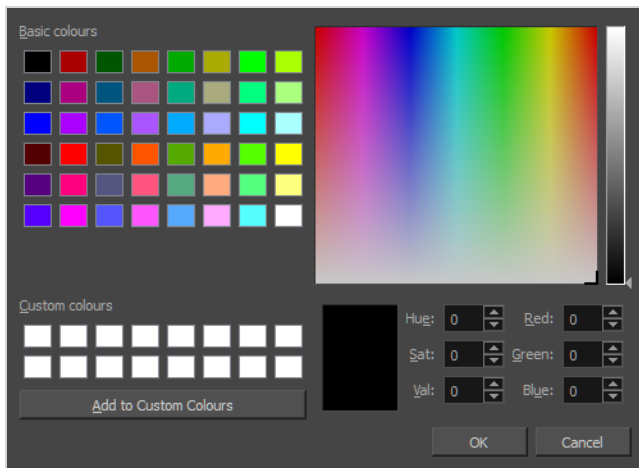 Basic colours
Custom colours
Add to Custom Colours
Hue: 0 Red: 0
Sat: 0 Green: 0
Val: 0 Blue: 0
OK Cancel